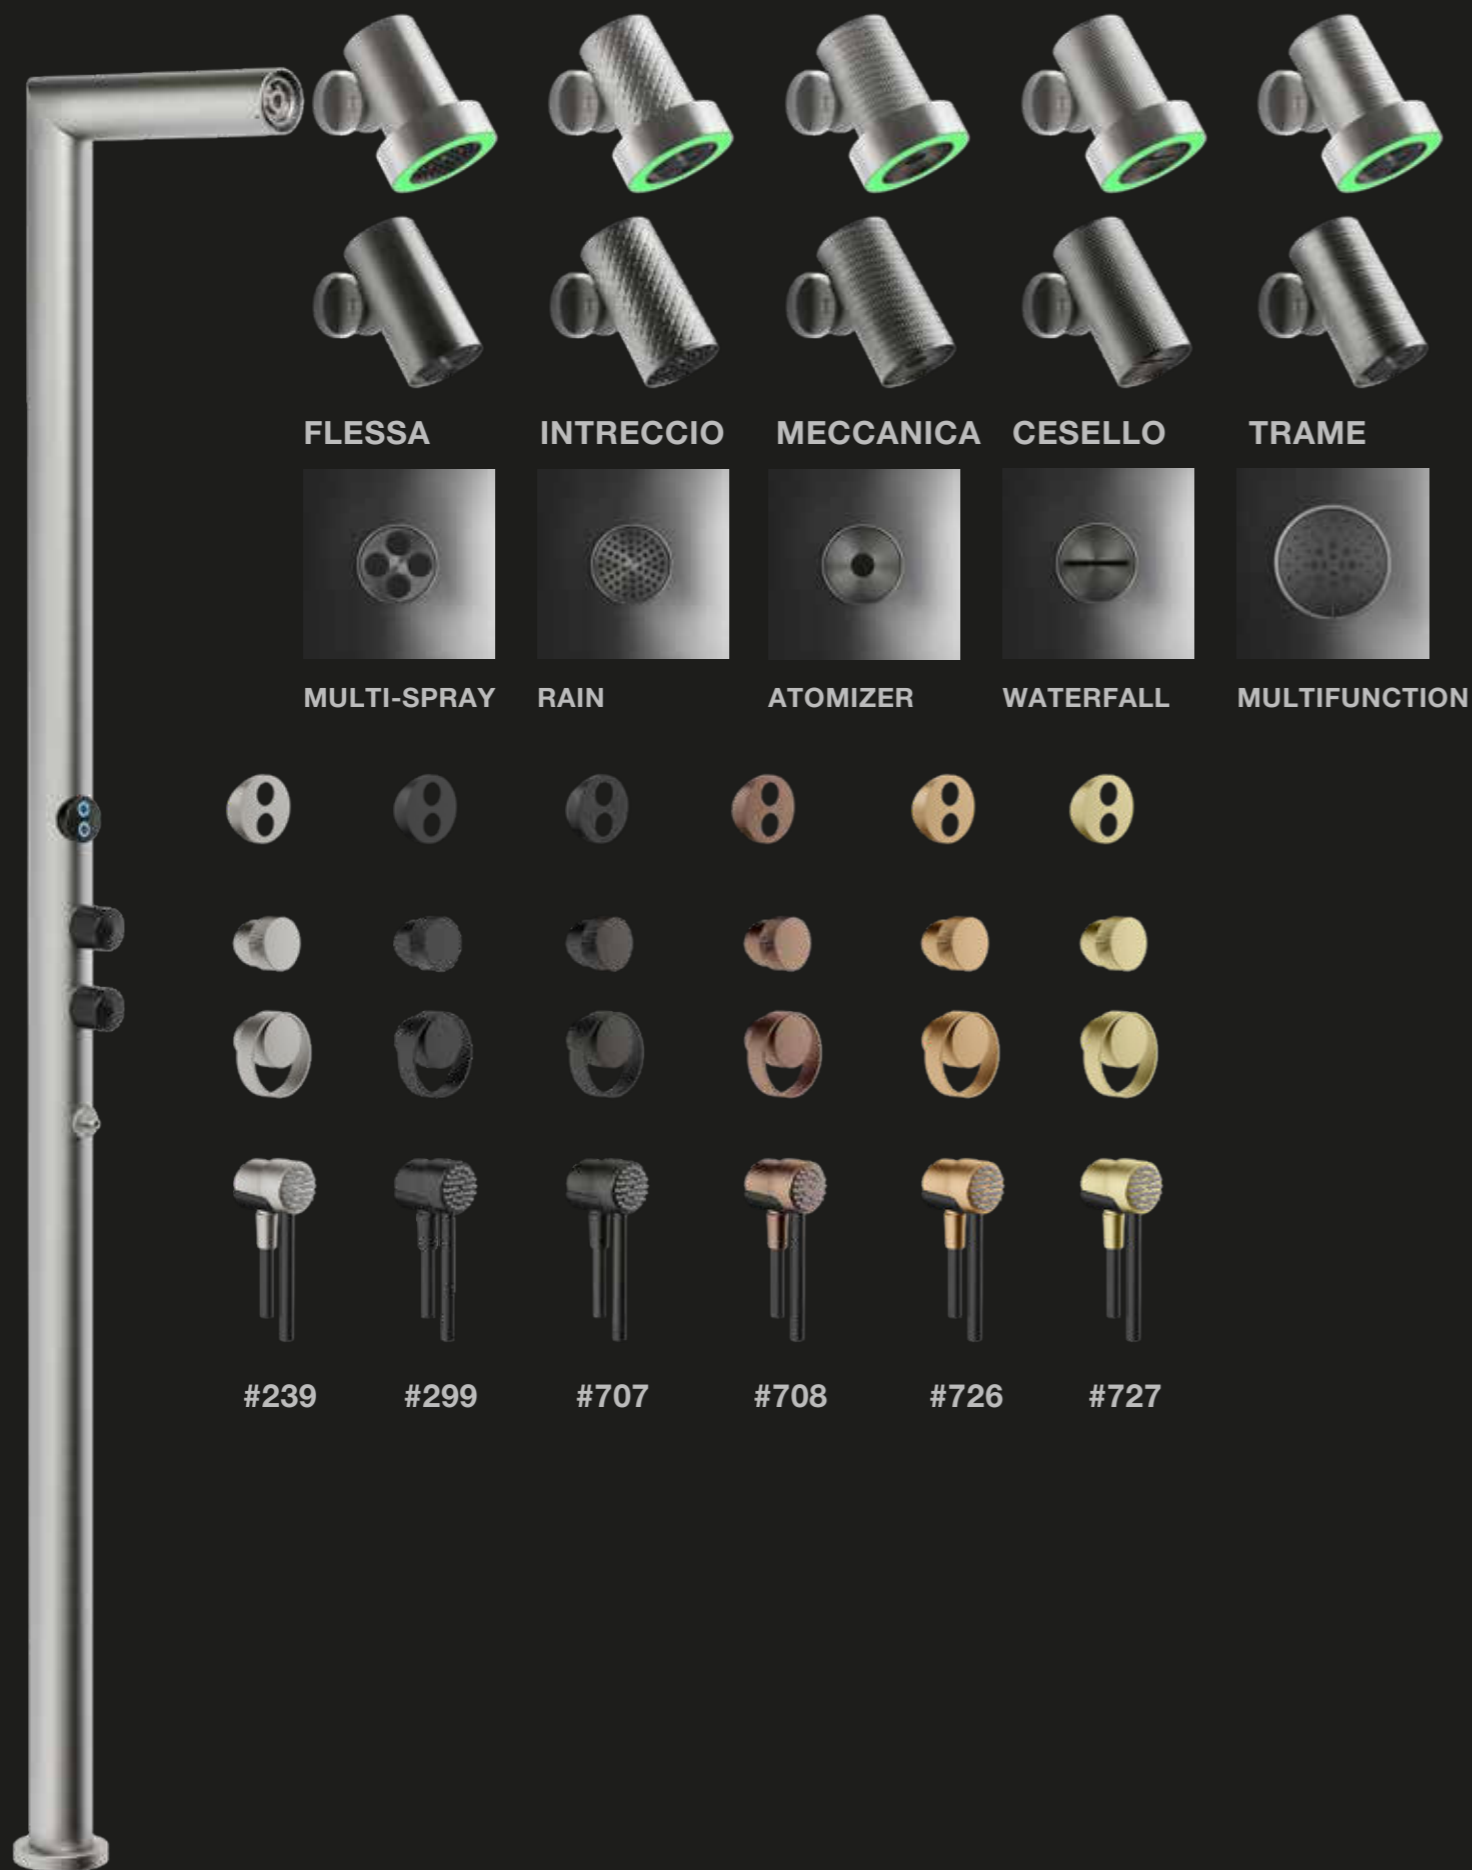 FLESSA INTRECCIO MECCANICA CESELLO TRAME
MULTI-SPRAY RAIN ATOMIZER WATERFALL MULTIFUNCTION
#239 #299 #707 #708 #726 #727